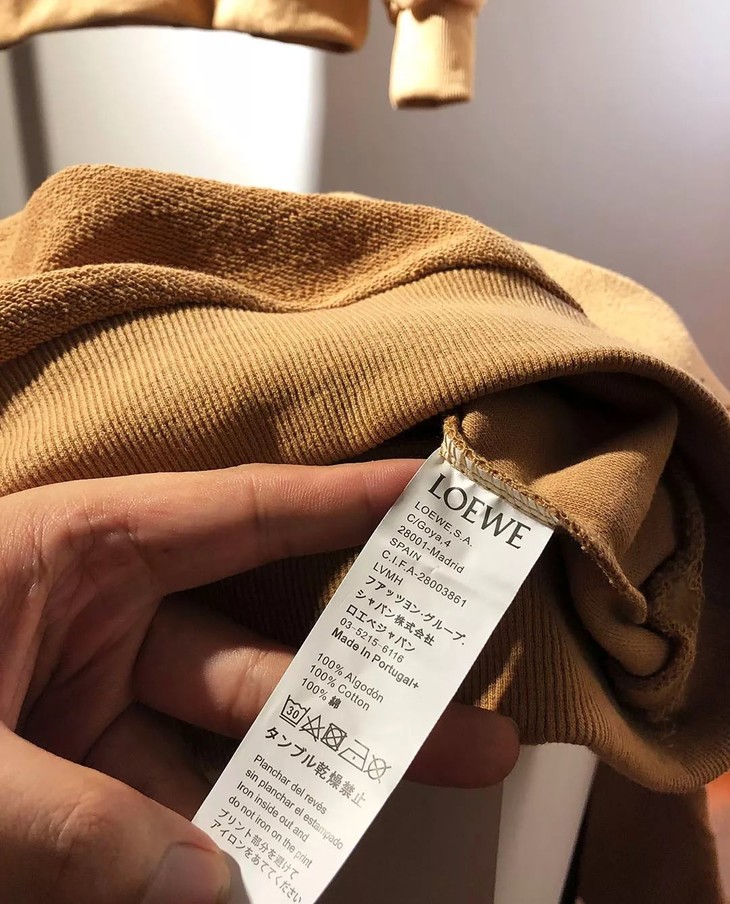 LOEWE
LOEWE, S.A.
C/Goya, 4
28001-Madrid
SPAIN
C.I.F.A-28003861
LVMH
ファッツヨン・グループ.
シャパン株式会社
ロエベジャパン
03-5215-6116
Made in Portugal+
100% Algodón
100% Cotton
100% 綿
30
タンブル乾燥禁止
Planchar del revés
sin planchar el estampado
Iron inside out and
do not iron on the print
プリント部分を避けて
アイロンをあててください